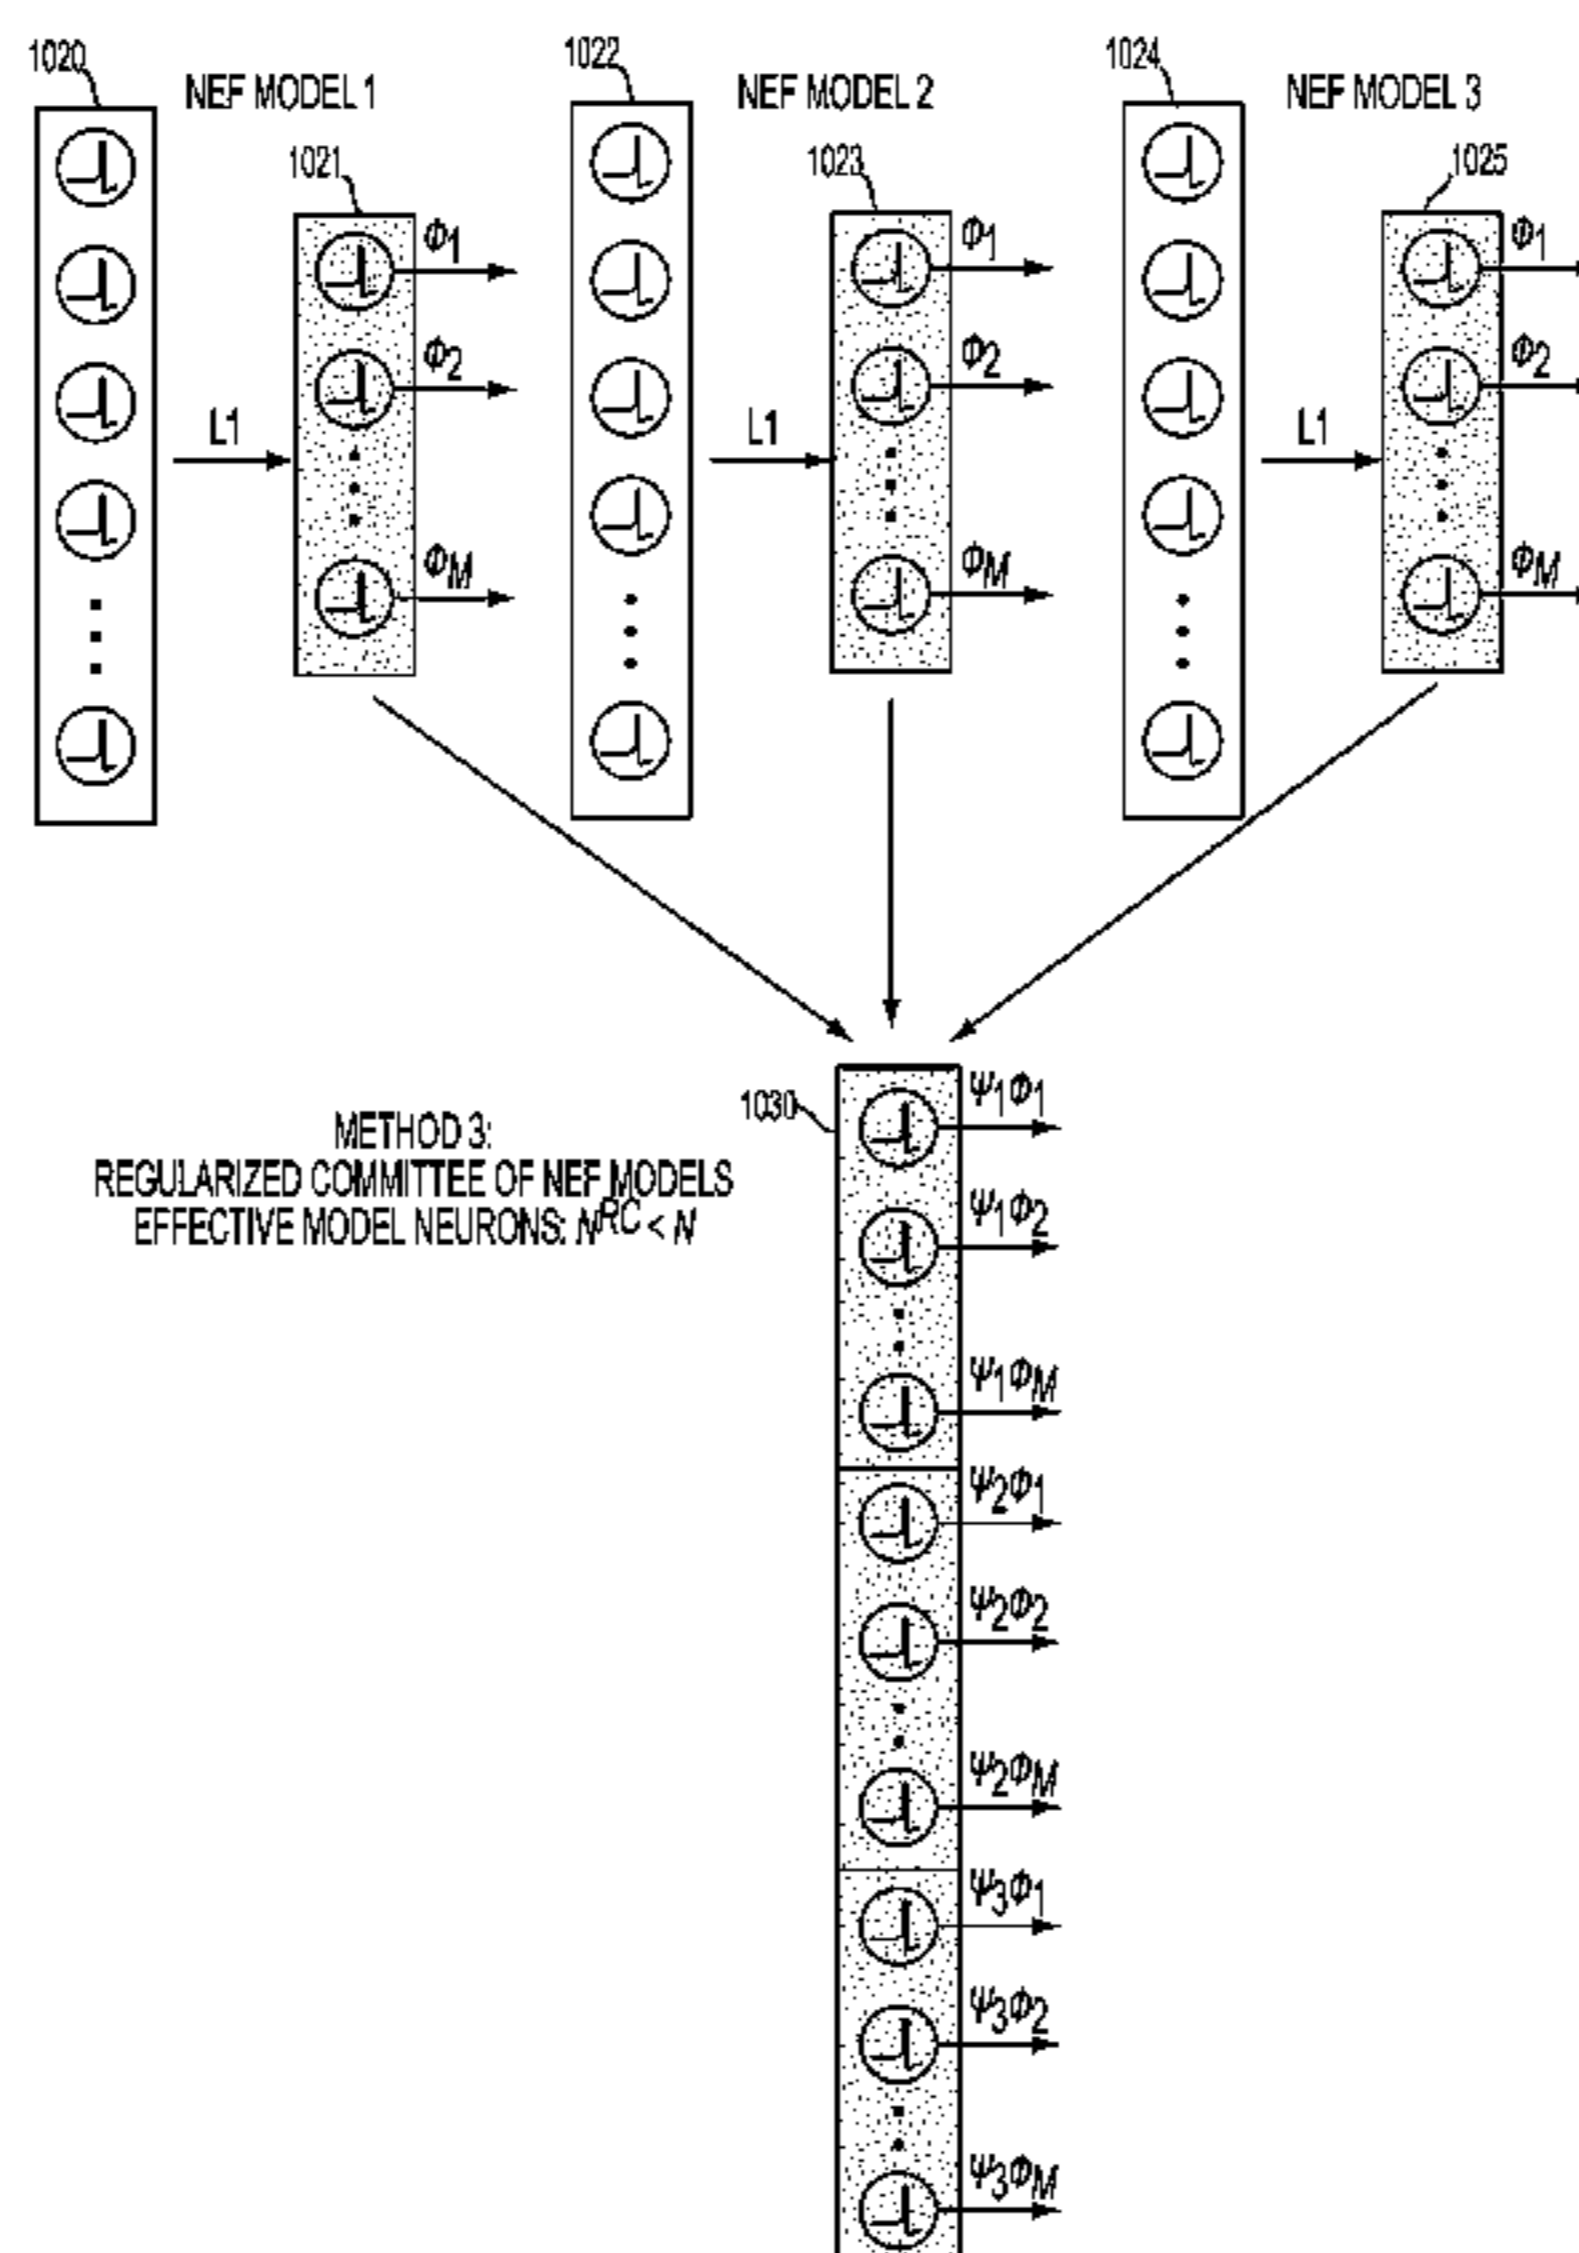 1020
NEF MODEL 1
1021
Φ1
Φ2
L1
ΦM
1022
NEF MODEL 2
1023
Φ1
Φ2
L1
ΦM
1024
NEF MODEL 3
1025
Φ1
Φ2
L1
ΦM
METHOD 3:
REGULARIZED COMMITTEE OF NEF MODELS
EFFECTIVE MODEL NEURONS: N^RC < N
1030
Ψ1Φ1
Ψ1Φ2
Ψ1ΦM
Ψ2Φ1
Ψ2Φ2
Ψ2ΦM
Ψ3Φ1
Ψ3Φ2
Ψ3ΦM